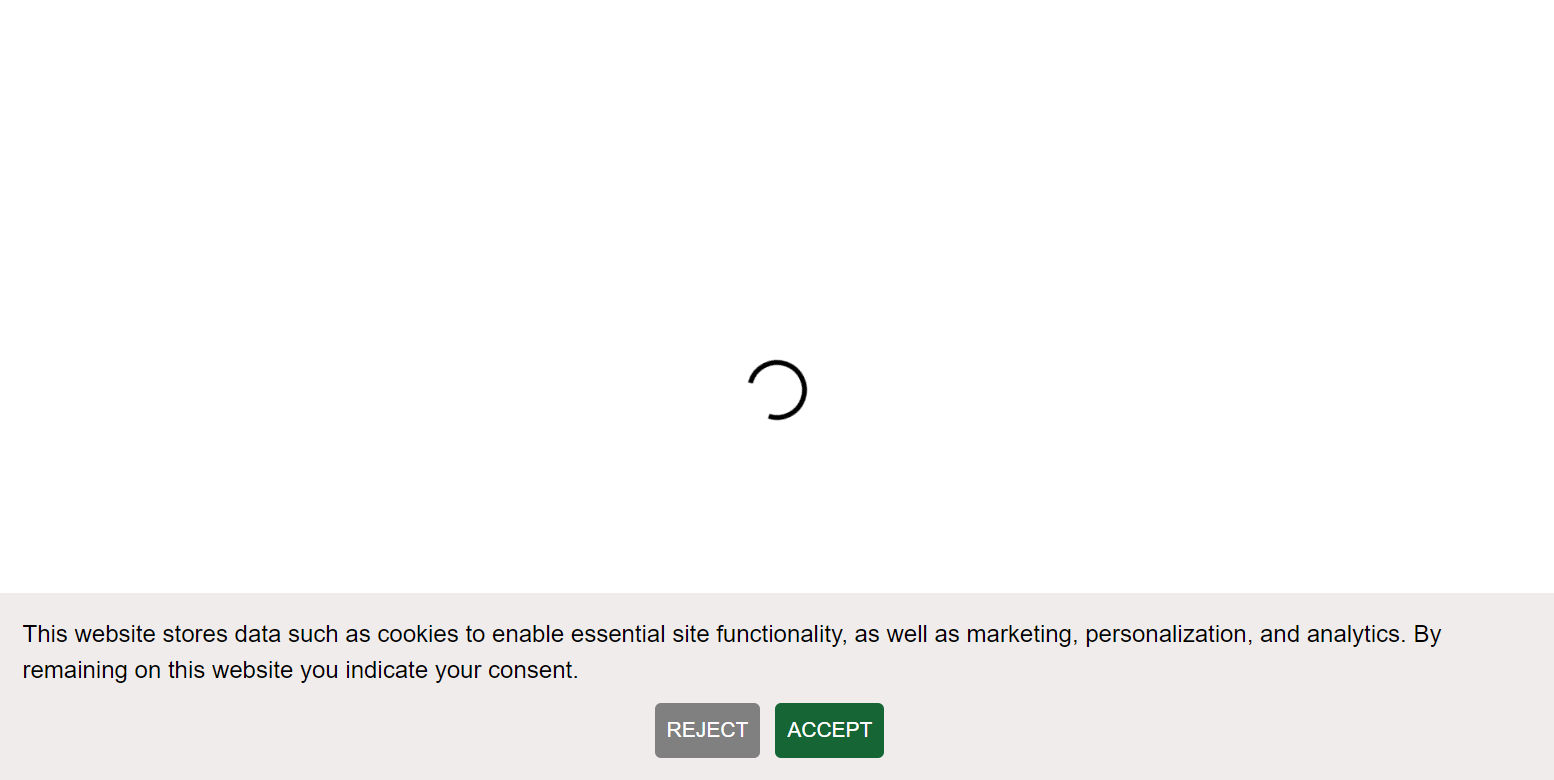 This website stores data such as cookies to enable essential site functionality, as well as marketing, personalization, and analytics. By
remaining on this website you indicate your consent.
REJECT ACCEPT